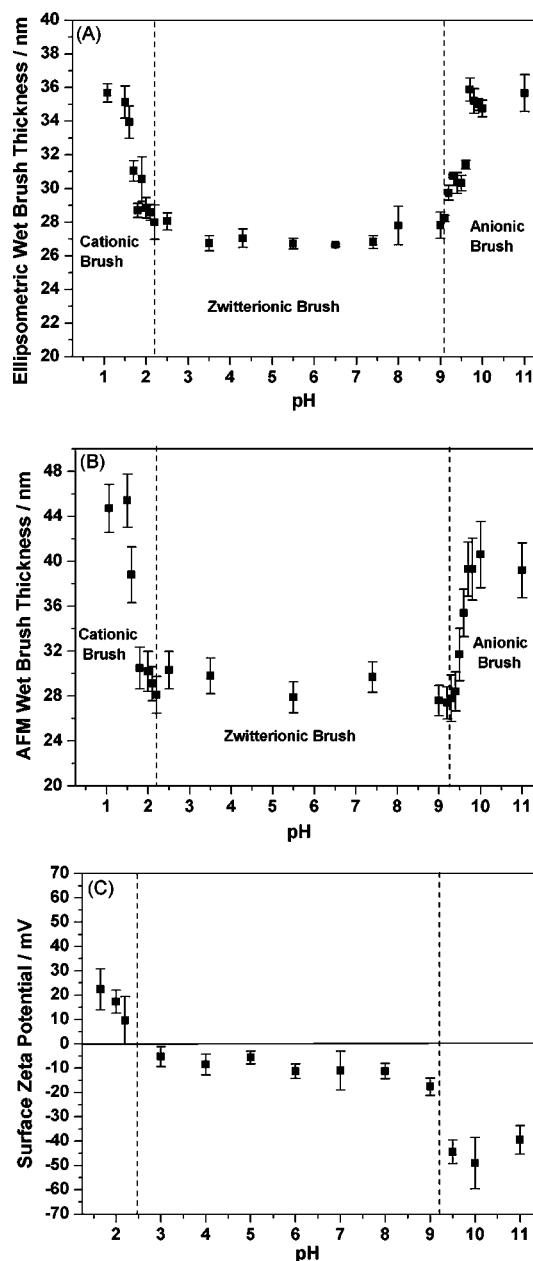 (A)
Ellipsometric Wet Brush Thickness / nm
40
38
36
34
32
30
28
26
24
22
20
Cationic
Brush
Zwitterionic Brush
Anionic
Brush
1 2 3 4 5 6 7 8 9 10 11
pH
(B)
AFM Wet Brush Thickness / nm
48
44
40
36
32
28
24
20
Cationic
Brush
Zwitterionic Brush
Anionic
Brush
1 2 3 4 5 6 7 8 9 10 11
pH
(C)
Surface Zeta Potential / mV
70
60
50
40
30
20
10
0
-10
-20
-30
-40
-50
-60
-70
2 3 4 5 6 7 8 9 10 11
pH